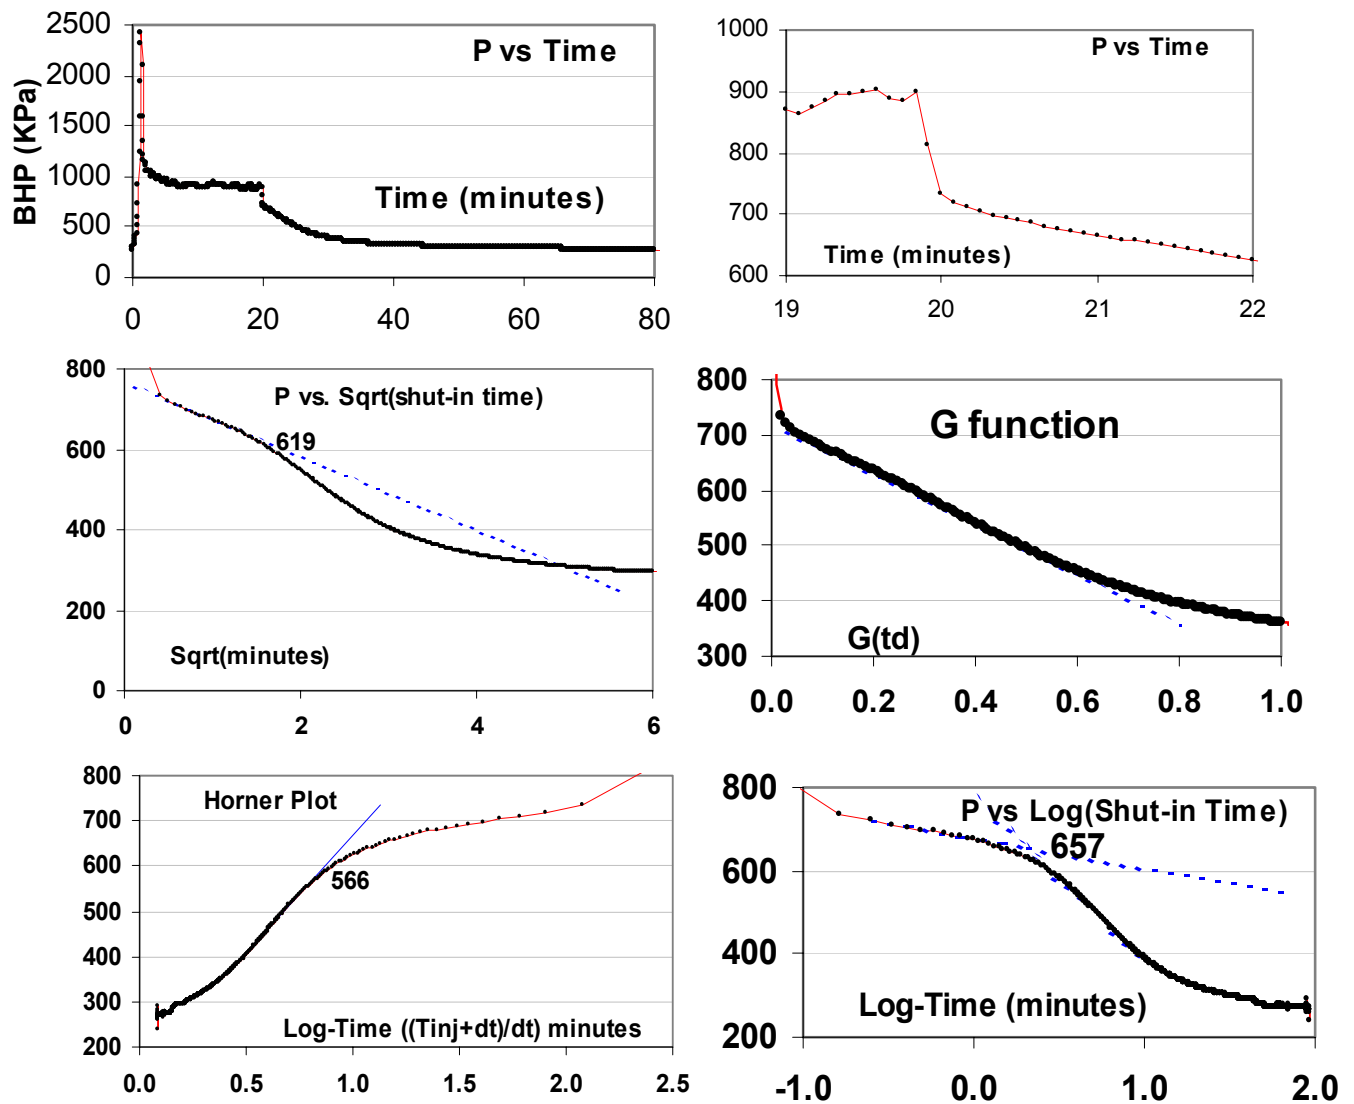 2500
2000
1500
1000
500
0
BHP (KPa)
P vs Time
Time (minutes)
0 20 40 60 80
1000
900
800
700
600
P vs Time
Time (minutes)
19 20 21 22
800
600
400
200
0
P vs. Sqrt(shut-in time)
619
Sqrt(minutes)
0 2 4 6
800
700
600
500
400
300
G function
G(td)
0.0 0.2 0.4 0.6 0.8 1.0
800
700
600
500
400
300
200
Horner Plot
566
Log-Time ((Tinj+dt)/dt) minutes
0.0 0.5 1.0 1.5 2.0 2.5
800
600
400
200
P vs Log(Shut-in Time)
657
Log-Time (minutes)
-1.0 0.0 1.0 2.0